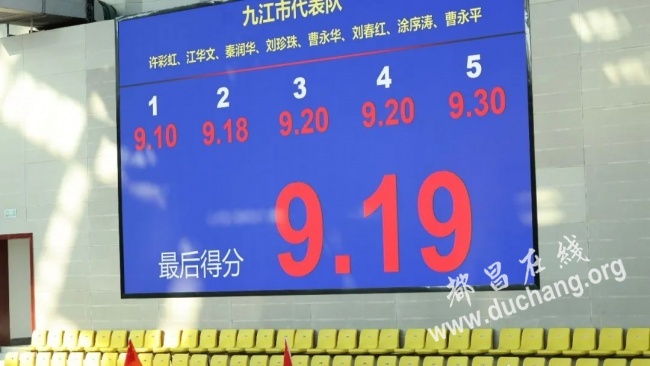 九江市代表队
许彩虹、江华文、秦润华、刘珍珠、曹永华、刘春红、涂序涛、曹永平
1 2 3 4 5
9.10 9.18 9.20 9.20 9.30
最后得分 9.19
都昌在线
www.duchang.org